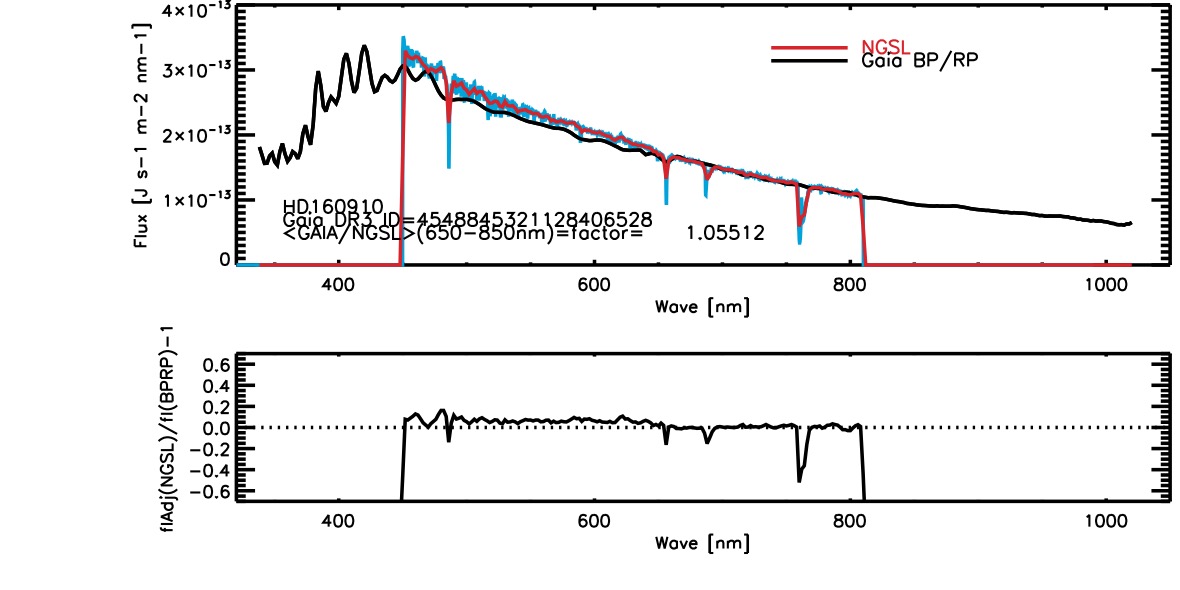 4×10−13
3×10−13
2×10−13
1×10−13
0
Flux [J s−1 m−2 nm−1]
NGSL
Gaia BP/RP
HD160910
Gaia DR3 ID=4548845321128406528
<GAIA/NGSL>(650−850nm)=factor= 1.05512
400 600 800 1000
Wave [nm]
0.6
0.4
0.2
0.0
−0.2
−0.4
−0.6
flAdj(NGSL)/fl(BPRP)−1
400 600 800 1000
Wave [nm]